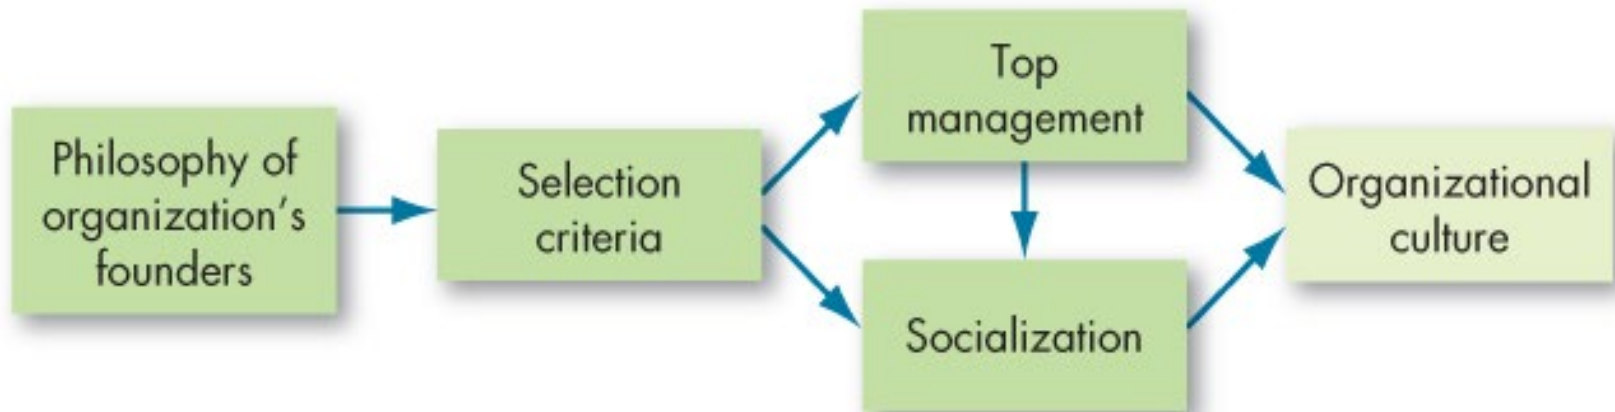 Philosophy of
organization's
founders
Selection
criteria
Top
management
Socialization
Organizational
culture